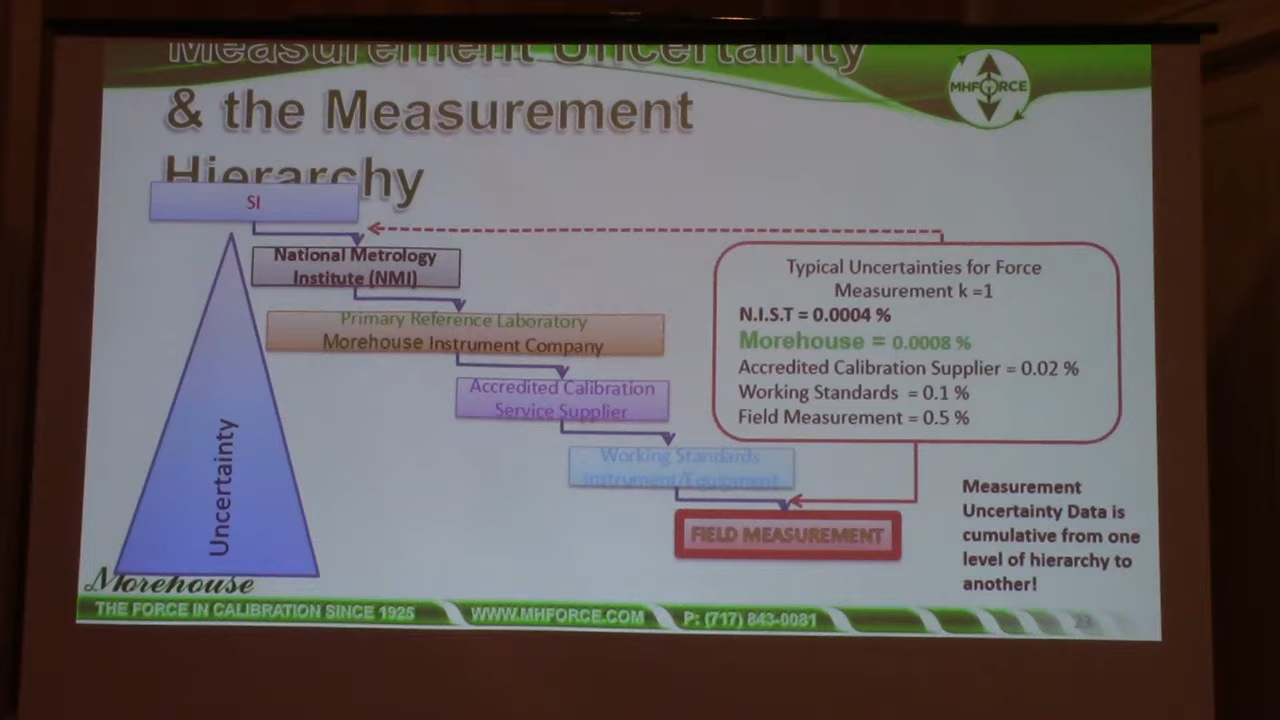 Measurement Uncertainty
& the Measurement
Hierarchy
MHFORCE
SI
National Metrology
Institute (NMI)
Primary Reference Laboratory
Morehouse Instrument Company
Accredited Calibration
Service Supplier
Working Standards
Instrument/Equipment
FIELD MEASUREMENT
Uncertainty
Typical Uncertainties for Force
Measurement k =1
N.I.S.T = 0.0004 %
Morehouse = 0.0008 %
Accredited Calibration Supplier = 0.02 %
Working Standards = 0.1 %
Field Measurement = 0.5 %
Measurement
Uncertainty Data is
cumulative from one
level of hierarchy to
another!
Morehouse
THE FORCE IN CALIBRATION SINCE 1925
WWW.MHFORCE.COM
P: (717) 843-0081
23